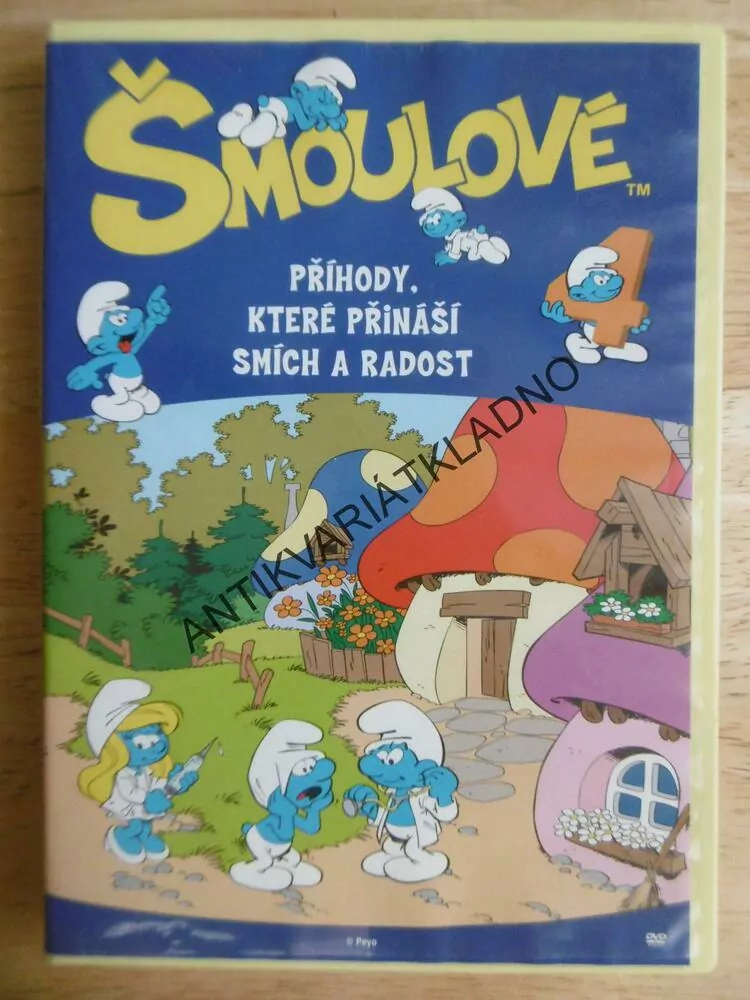 ŠMOULOVÉ
TM
4
PŘÍHODY,
KTERÉ PŘINÁŠÍ
SMÍCH A RADOST
ANTIKVARIÁTKLADNO
© Peyo
DVD